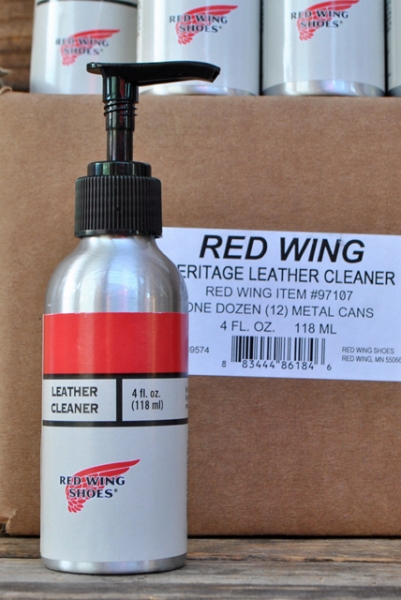 RED WING
SHOES®
RED WING
SHOES®
RED WING
SHOES
RED WING
ERITAGE LEATHER CLEANER
RED WING ITEM #97107
ONE DOZEN (12) METAL CANS
4 FL. OZ. 118 ML
9574
8 83444"86184 6
RED WING SHOES
RED WING, MN 55066
LEATHER
CLEANER
4 fl. oz.
(118 ml)
RED WING
SHOES®